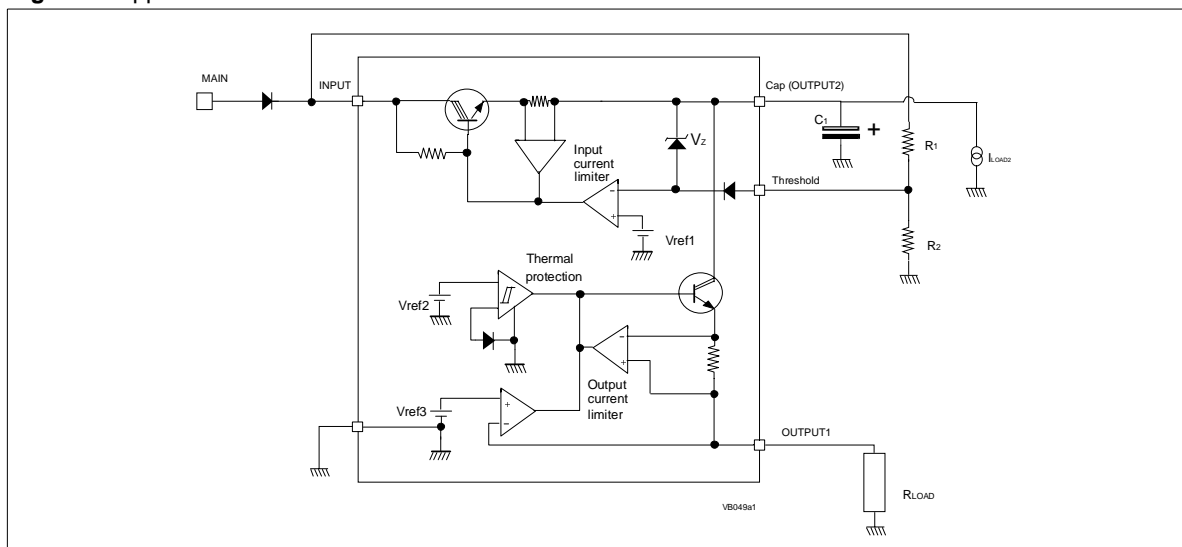 MAIN
INPUT
Cap (OUTPUT2)
C1
+
R1
ILOAD2
Input
current
limiter
VZ
Threshold
-
+
Vref1
R2
Thermal
protection
Vref2
-
+
Output
current
limiter
Vref3
+
-
OUTPUT1
RLOAD
VB049a1